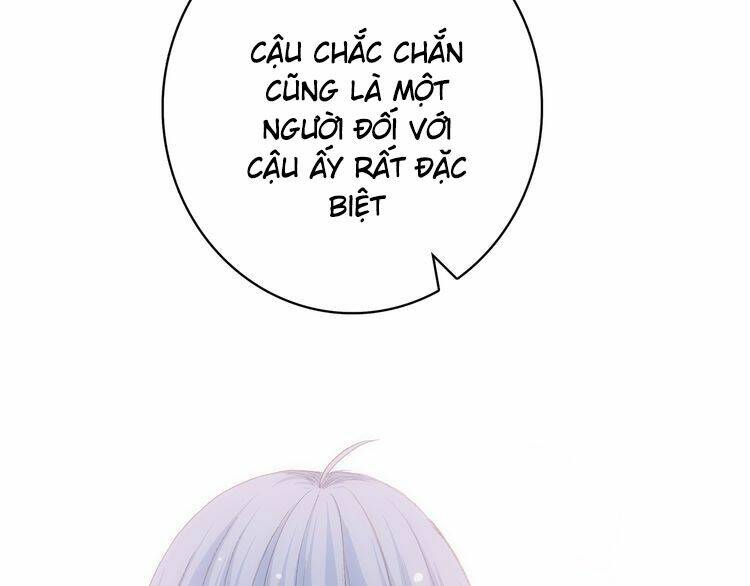 CẬU CHẮC CHẮN
CŨNG LÀ MỘT
NGƯỜI ĐỐI VỚI
CẬU ẤY RẤT ĐẶC
BIỆT